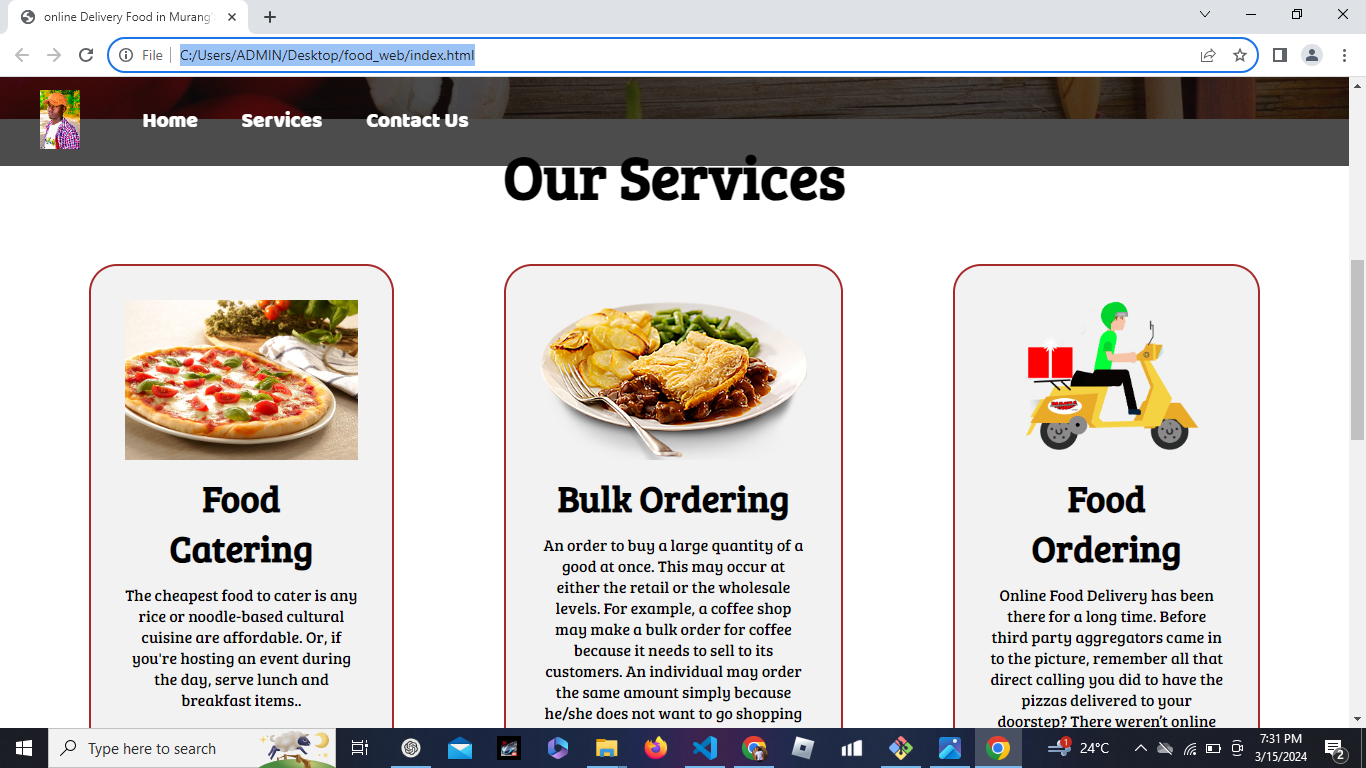 online Delivery Food in Murang'
File
C:/Users/ADMIN/Desktop/food_web/index.html
Home Services Contact Us
Our Services
Food
Catering
The cheapest food to cater is any
rice or noodle-based cultural
cuisine are affordable. Or, if
you're hosting an event during
the day, serve lunch and
breakfast items..
Bulk Ordering
An order to buy a large quantity of a
good at once. This may occur at
either the retail or the wholesale
levels. For example, a coffee shop
may make a bulk order for coffee
because it needs to sell to its
customers. An individual may order
the same amount simply because
he/she does not want to go shopping
Food
Ordering
Online Food Delivery has been
there for a long time. Before
third party aggregators came in
to the picture, remember all that
direct calling you did to have the
pizzas delivered to your
doorstep? There weren't online
Type here to search
1
24°C
7:31 PM
3/15/2024
2